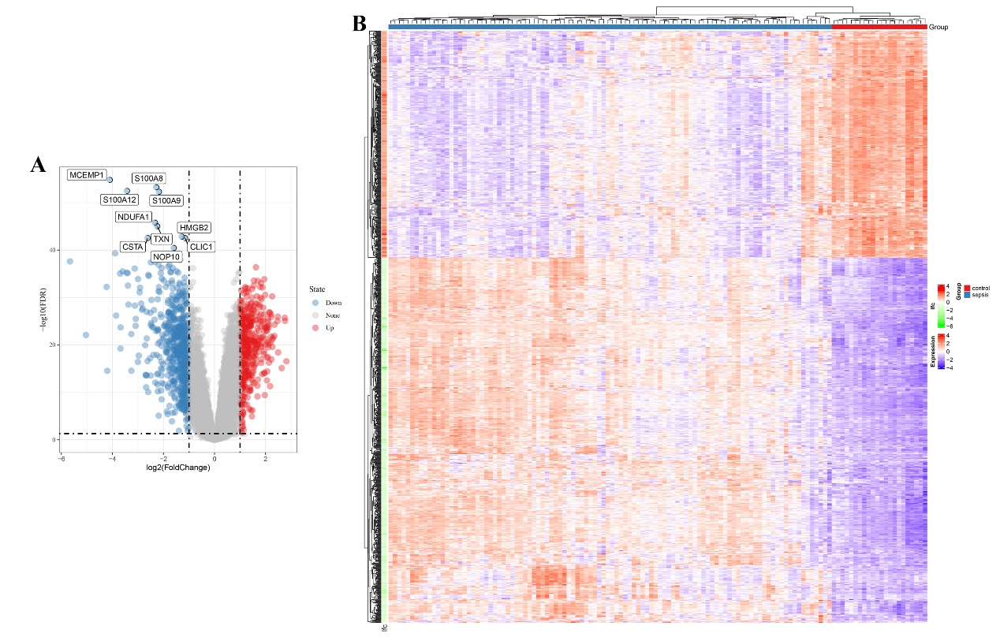 A
MCEMP1
S100A8
S100A12
S100A9
NDUFA1
HMGB2
TXN
CSTA
CLIC1
NOP10
−log10(FDR)
40
20
0
−6
−4
−2
0
2
log2(FoldChange)
State
Down
None
Up
B
Group
lfc
lfc
4
2
0
−2
−4
−6
Group
control
sepsis
Expression
4
2
0
−2
−4